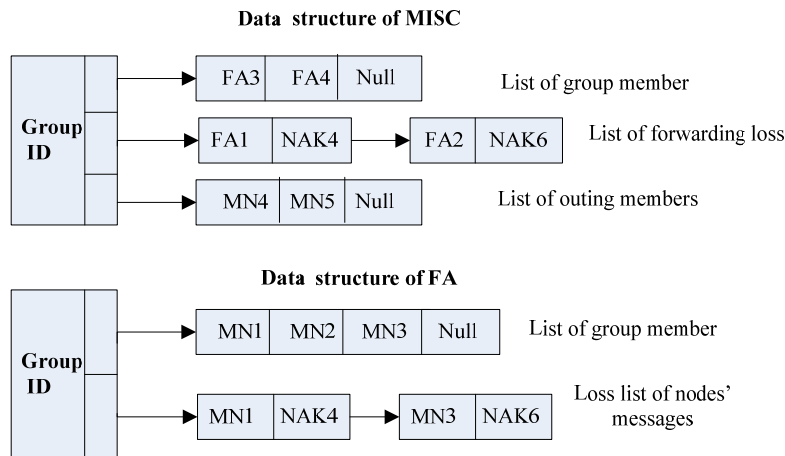 Data structure of MISC
FA3 FA4 Null
List of group member
Group ID
FA1 NAK4 FA2 NAK6
List of forwarding loss
MN4 MN5 Null
List of outing members
Data structure of FA
MN1 MN2 MN3 Null
List of group member
Group ID
MN1 NAK4 MN3 NAK6
Loss list of nodes’
messages